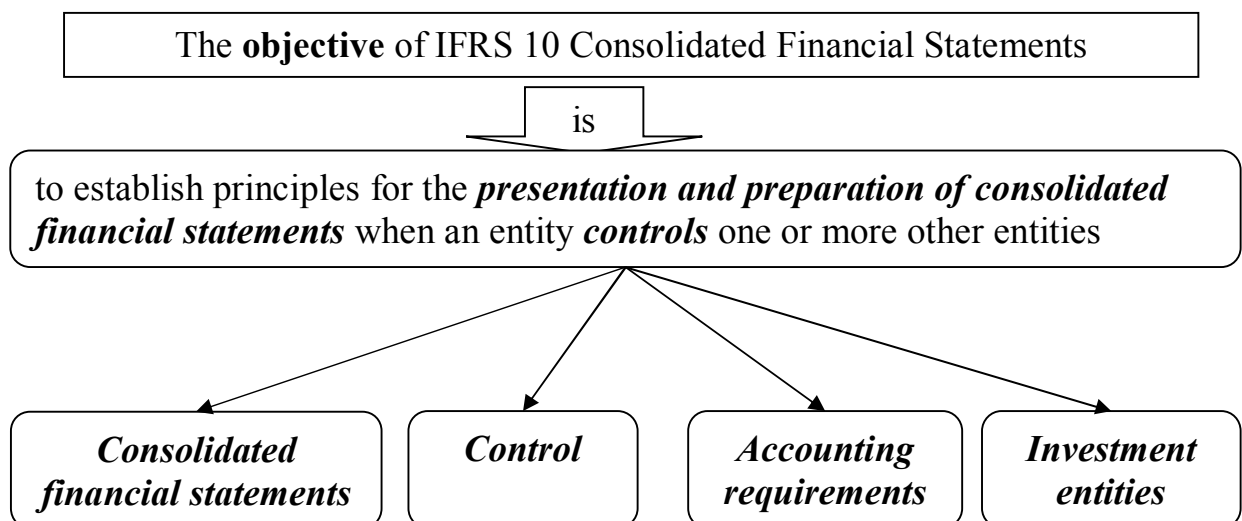 The objective of IFRS 10 Consolidated Financial Statements
is
to establish principles for the presentation and preparation of consolidated
financial statements when an entity controls one or more other entities
Consolidated
financial statements
Control
Accounting
requirements
Investment
entities